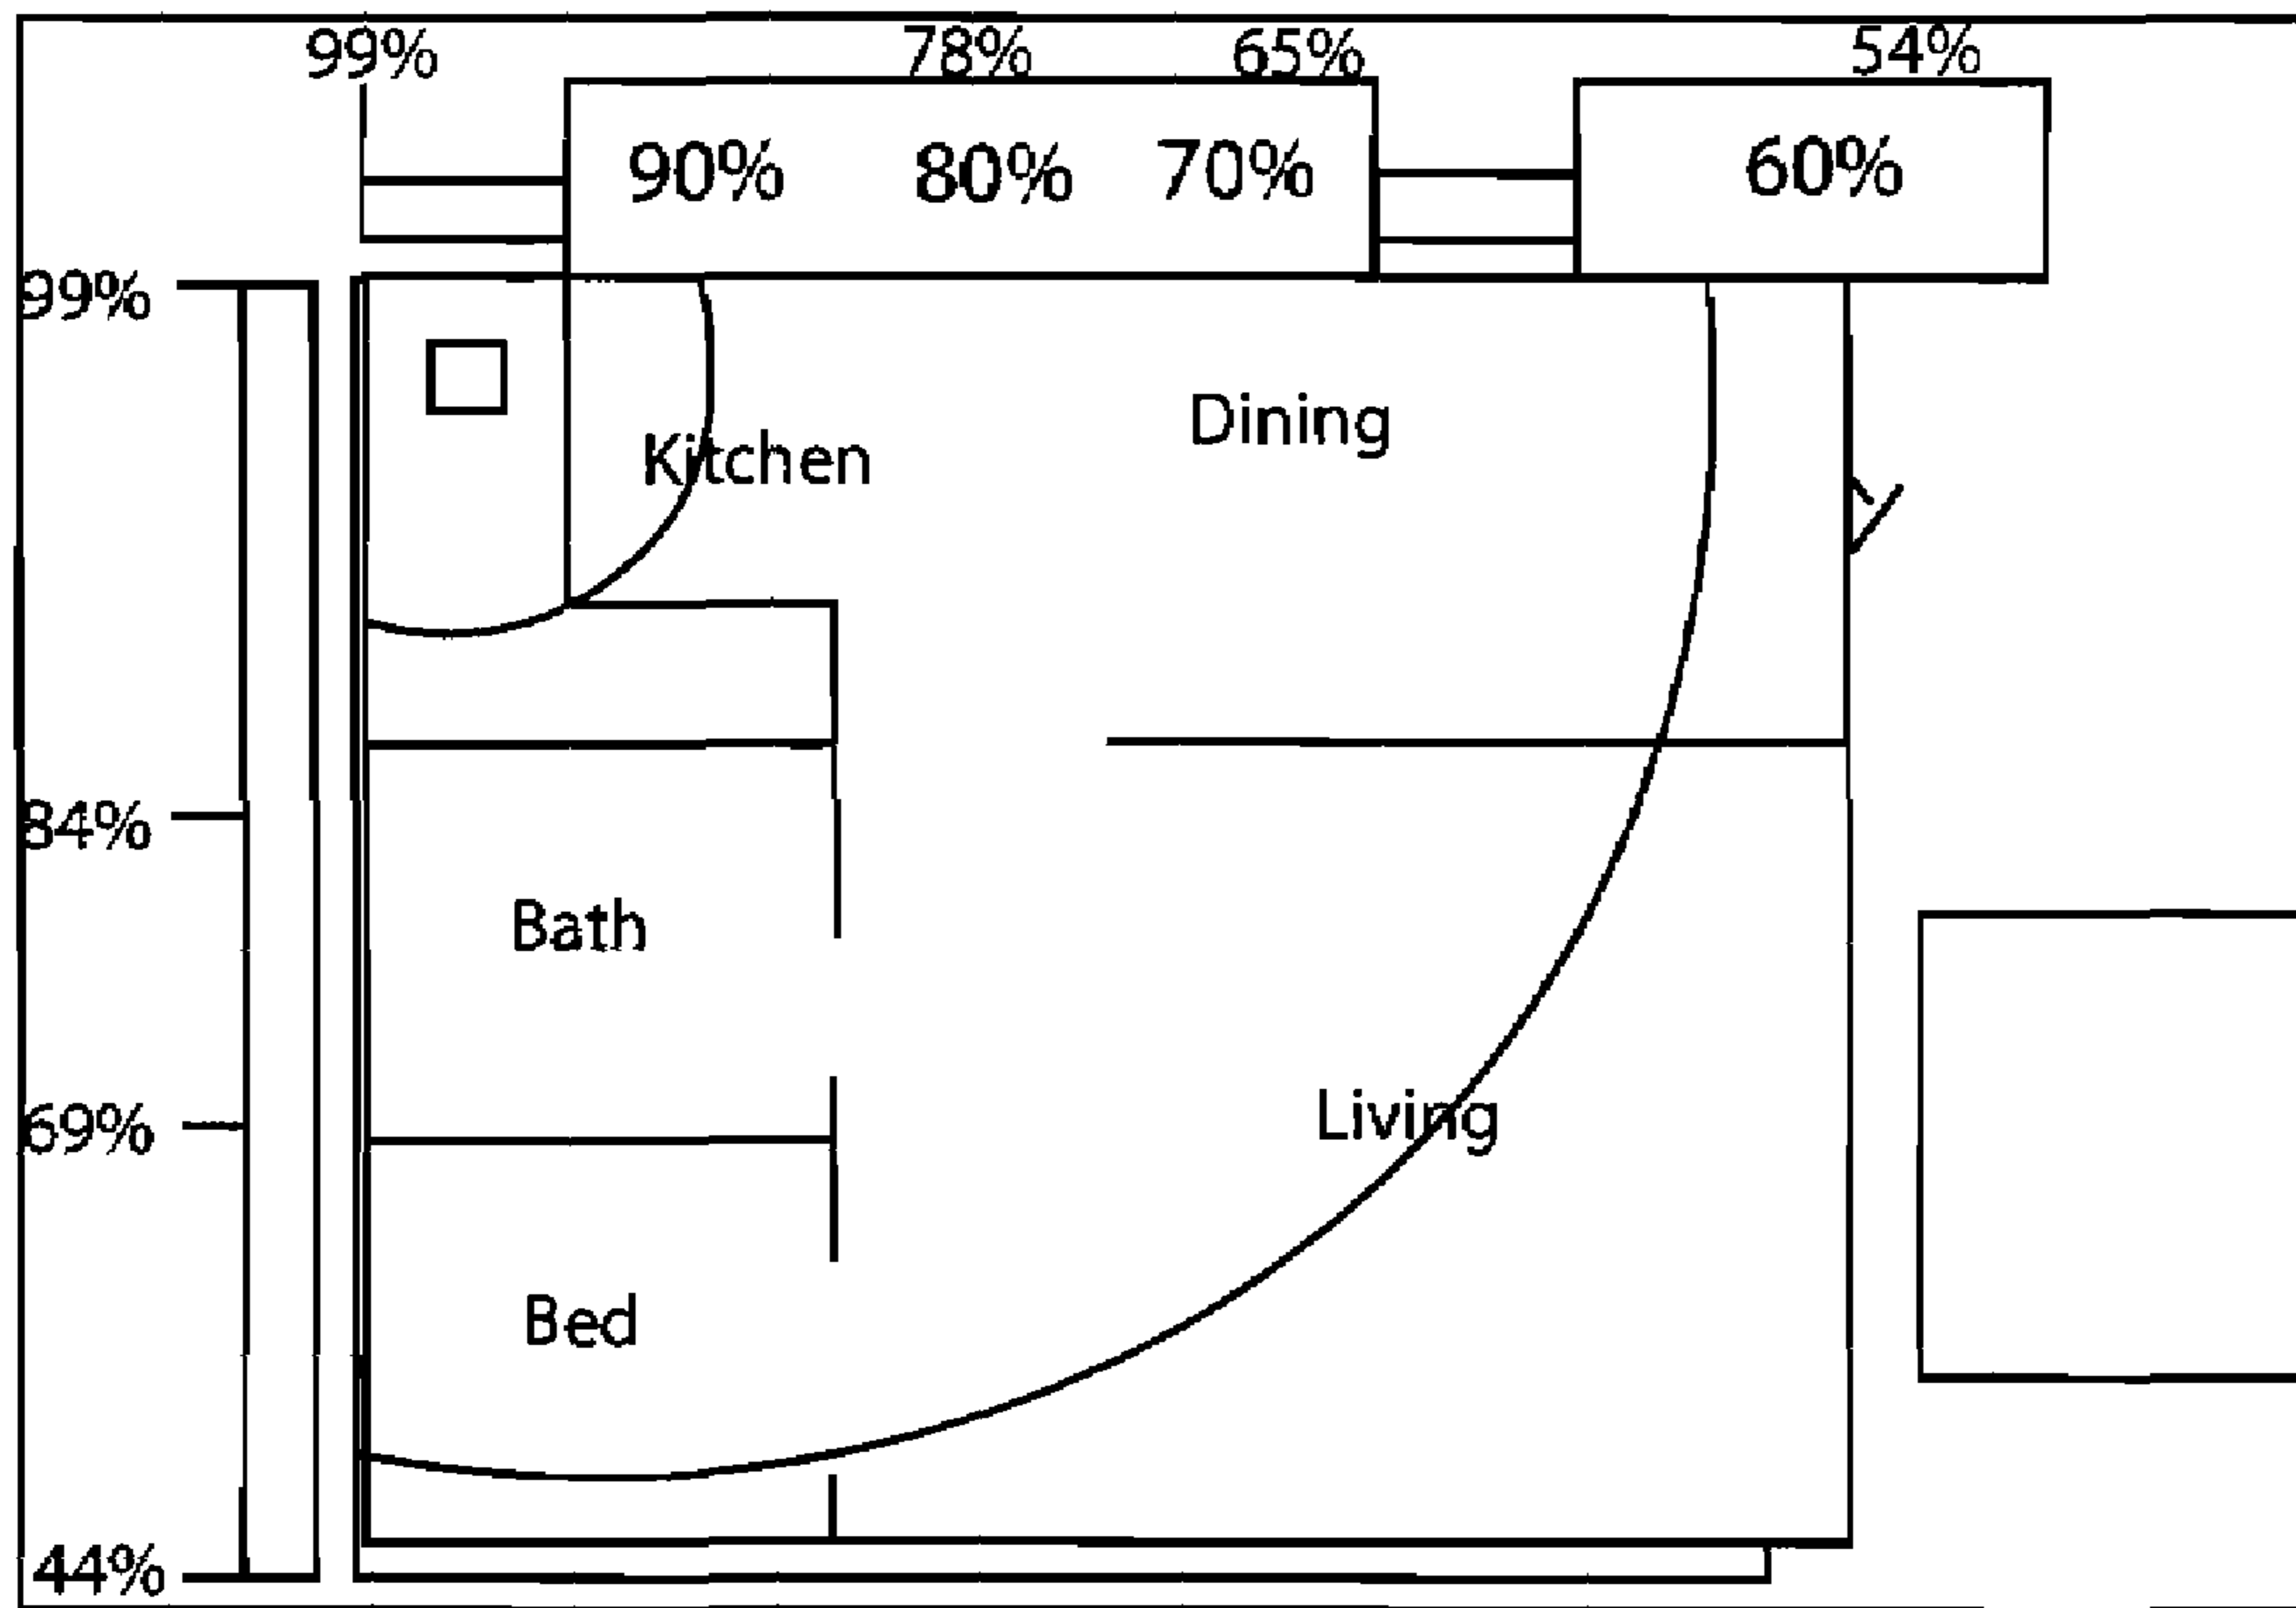 99% 78% 65% 54%
90% 80% 70% 60%
99%
Dining
Kitchen
84%
Bath
69%
Living
Bed
44%